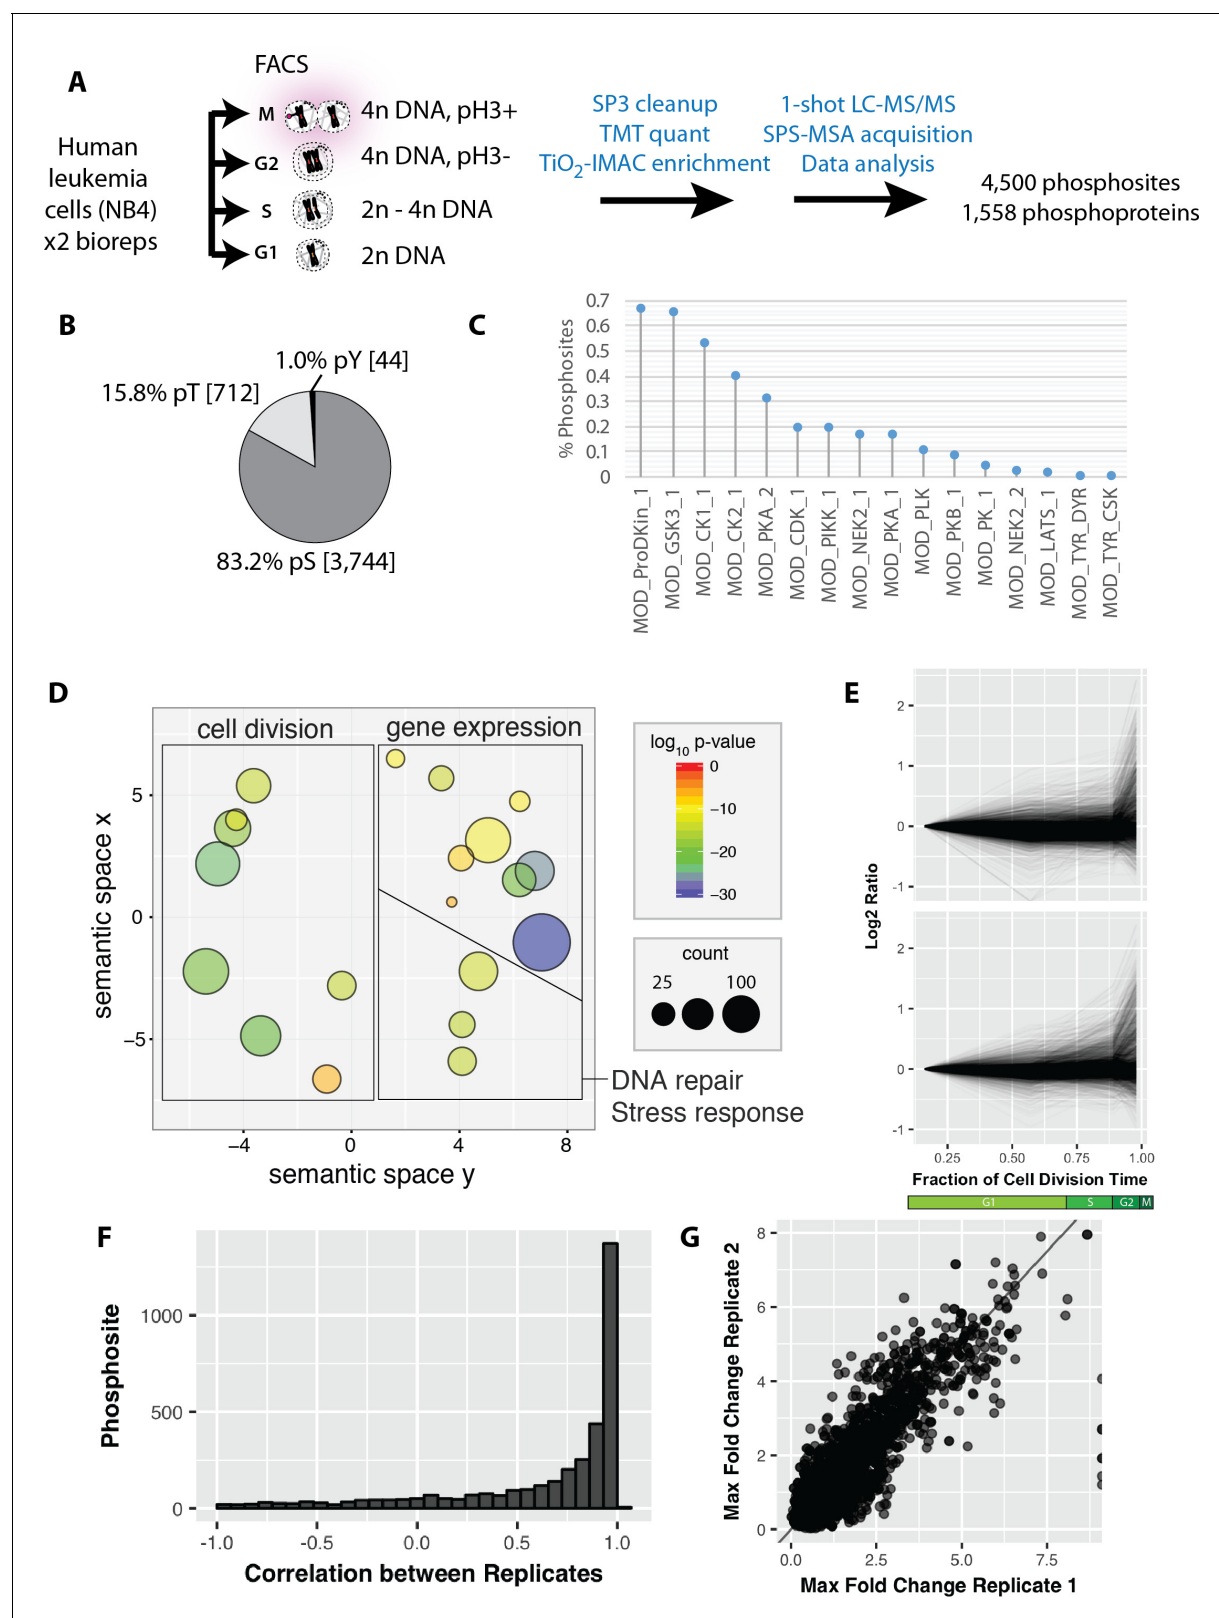 A
FACS
Human
leukemia
cells (NB4)
x2 bioreps
M
4n DNA, pH3+
G2
4n DNA, pH3-
S
2n - 4n DNA
G1
2n DNA
SP3 cleanup
TMT quant
TiO2-IMAC enrichment
1-shot LC-MS/MS
SPS-MSA acquisition
Data analysis
4,500 phosphosites
1,558 phosphoproteins
B
1.0% pY [44]
15.8% pT [712]
83.2% pS [3,744]
C
% Phosphosites
0.7
0.6
0.5
0.4
0.3
0.2
0.1
0
MOD_ProDKin_1
MOD_GSK3_1
MOD_CK1_1
MOD_CK2_1
MOD_PKA_2
MOD_CDK_1
MOD_PIKK_1
MOD_NEK2_1
MOD_PKA_1
MOD_PLK
MOD_PKB_1
MOD_PK_1
MOD_NEK2_2
MOD_LATS_1
MOD_TYR_DYR
MOD_TYR_CSK
D
cell division
gene expression
semantic space x
5
0
−5
−4
0
4
8
semantic space y
log10 p-value
0
−10
−20
−30
count
25
100
DNA repair
Stress response
E
Log2 Ratio
2
1
0
-1
2
1
0
-1
0.25
0.50
0.75
1.00
Fraction of Cell Division Time
G1
S
G2
M
F
Phosphosite
1000
500
0
-1.0
-0.5
0.0
0.5
1.0
Correlation between Replicates
G
Max Fold Change Replicate 2
8
6
4
2
0
0.0
2.5
5.0
7.5
Max Fold Change Replicate 1